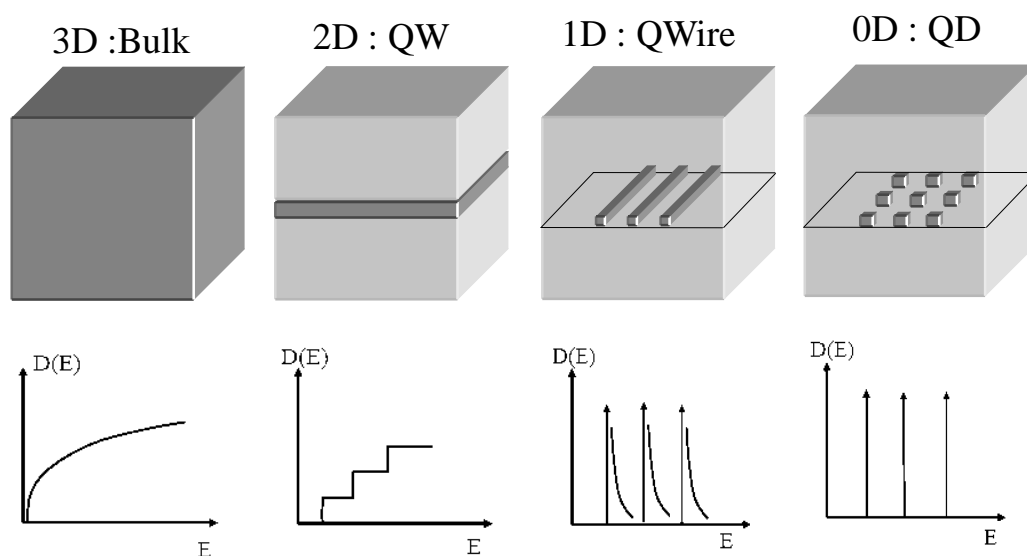 3D :Bulk
2D : QW
1D : QWire
0D : QD
D(E)
E
D(E)
E
D(E)
E
D(E)
E